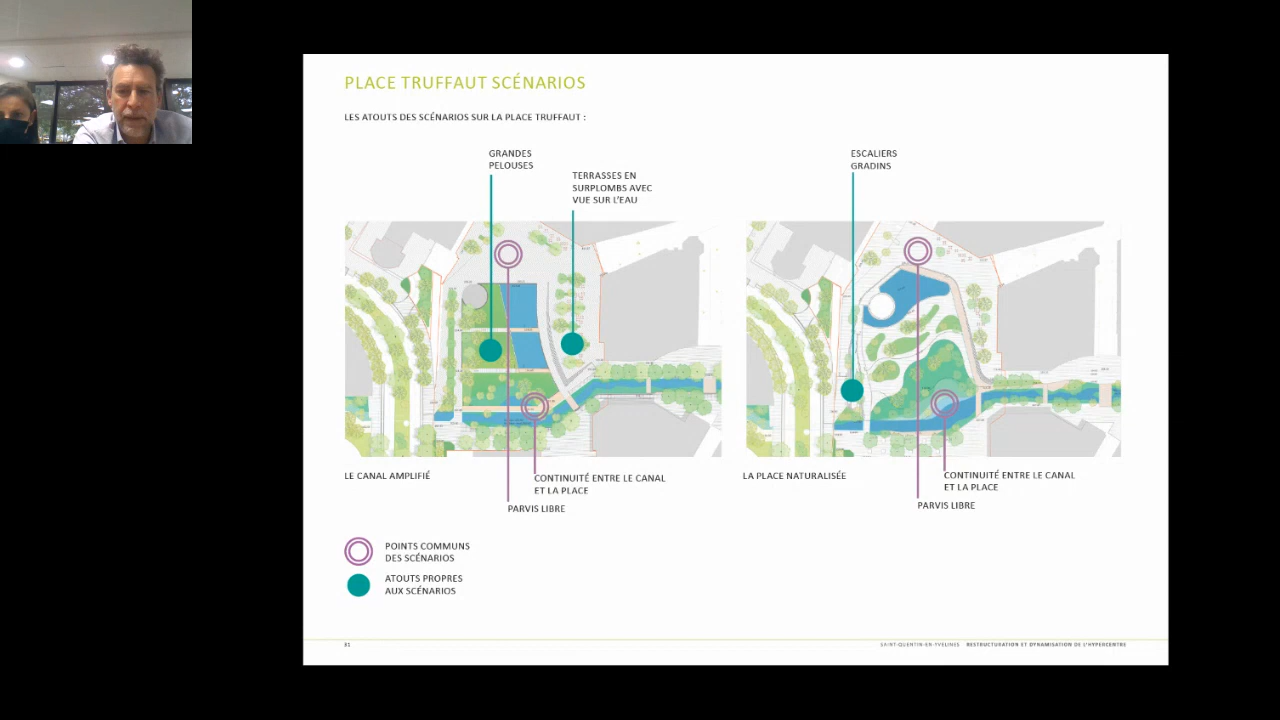 PLACE TRUFFAUT SCÉNARIOS
LES ATOUTS DES SCÉNARIOS SUR LA PLACE TRUFFAUT :
GRANDES
PELOUSES
TERRASSES EN
SURPLOMBS AVEC
VUE SUR L'EAU
ESCALIERS
GRADINS
LE CANAL AMPLIFIÉ
CONTINUITÉ ENTRE LE CANAL
ET LA PLACE
PARVIS LIBRE
LA PLACE NATURALISÉE
CONTINUITÉ ENTRE LE CANAL
ET LA PLACE
PARVIS LIBRE
POINTS COMMUNS
DES SCÉNARIOS
ATOUTS PROPRES
AUX SCÉNARIOS
31
SAINT-QUENTIN-EN-YVELINES RESTRUCTURATION ET DYNAMISATION DE L'HYPERCENTRE